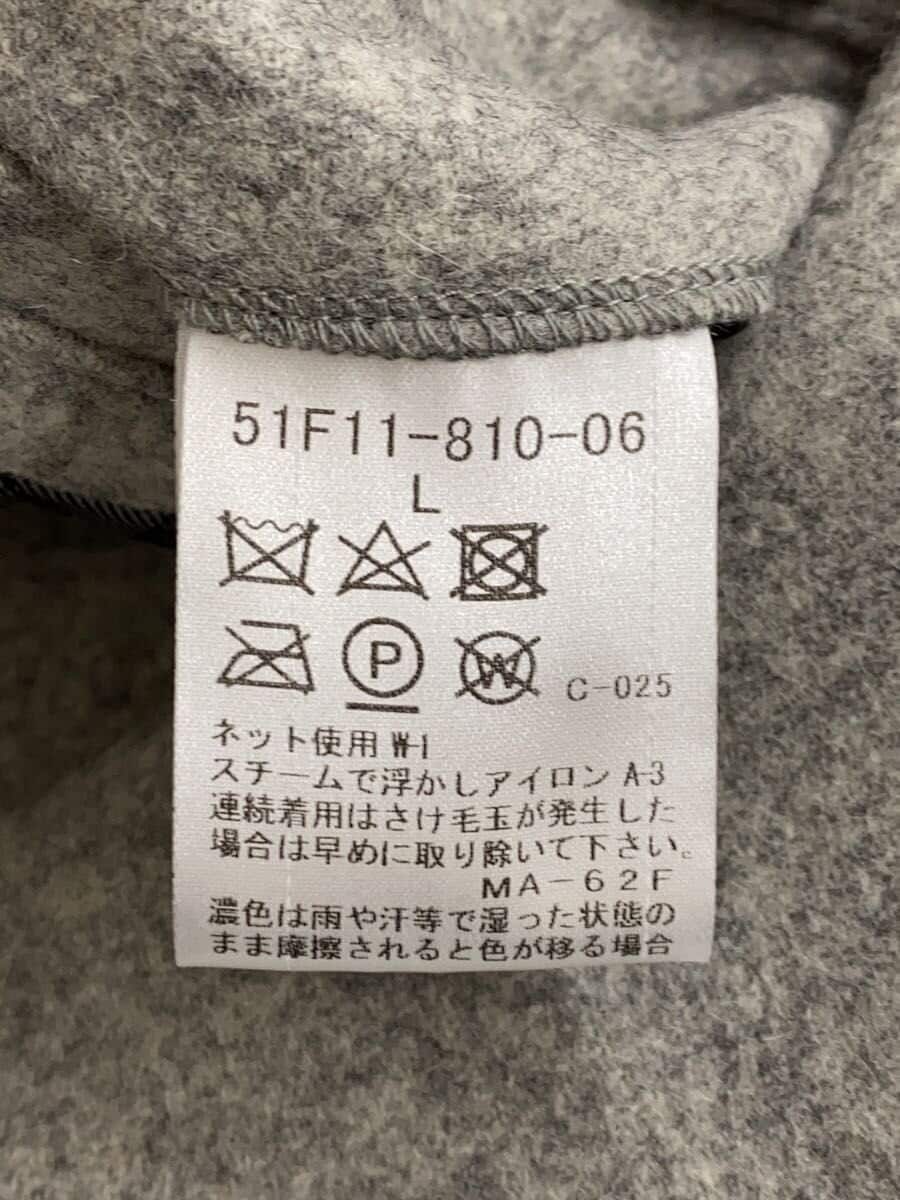 51F11-810-06
L
P
W
C-025
ネット使用 W-1
スチームで浮かしアイロン A-3
連続着用はさけ毛玉が発生した
場合は早めに取り除いて下さい。
MA-62F
濃色は雨や汗等で湿った状態の
まま摩擦されると色が移る場合